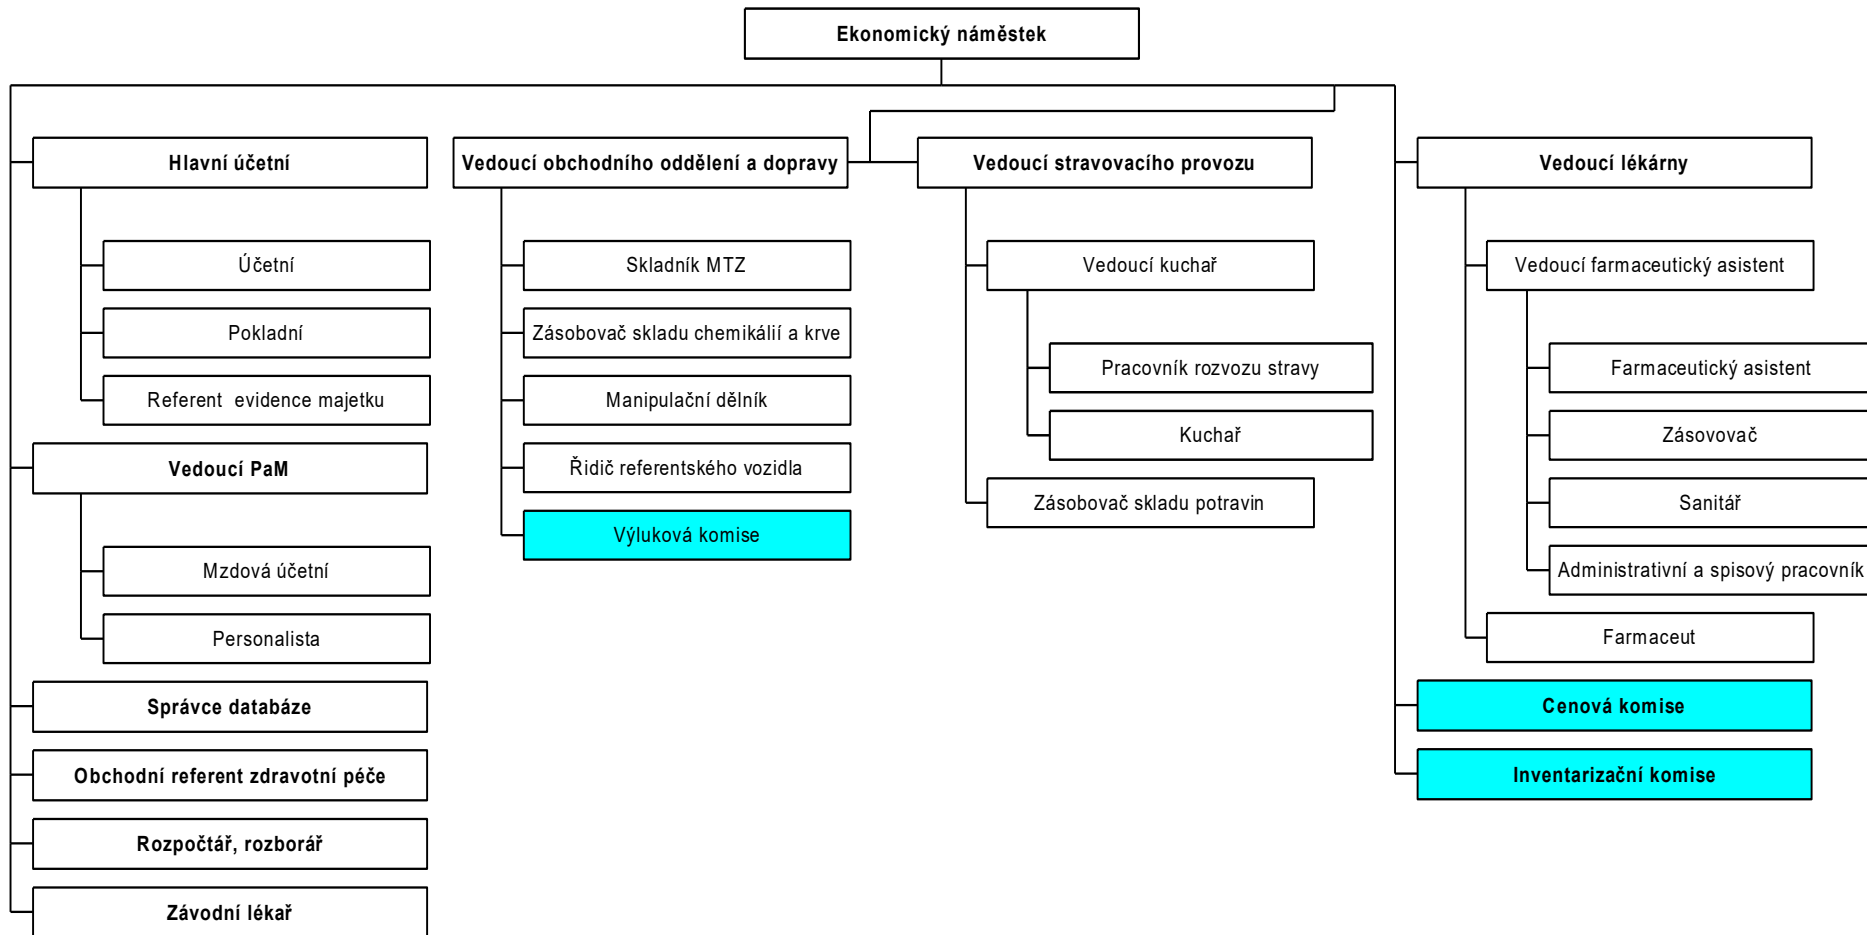 Ekonomický náměstek
Hlavní účetní
Účetní
Pokladní
Referent  evidence majetku
Vedoucí PaM
Mzdová účetní
Personalista
Správce databáze
Obchodní referent zdravotní péče
Rozpočtář, rozborář
Závodní lékař
Vedoucí obchodního oddělení a dopravy
Skladník MTZ
Zásobovač skladu chemikálií a krve
Manipulační dělník
Řidič referentského vozidla
Výluková komise
Vedoucí stravovacího provozu
Vedoucí kuchař
Pracovník rozvozu stravy
Kuchař
Zásobovač skladu potravin
Vedoucí lékárny
Vedoucí farmaceutický asistent
Farmaceutický asistent
Zásovovač
Sanitář
Administrativní a spisový pracovník
Farmaceut
Cenová komise
Inventarizační komise